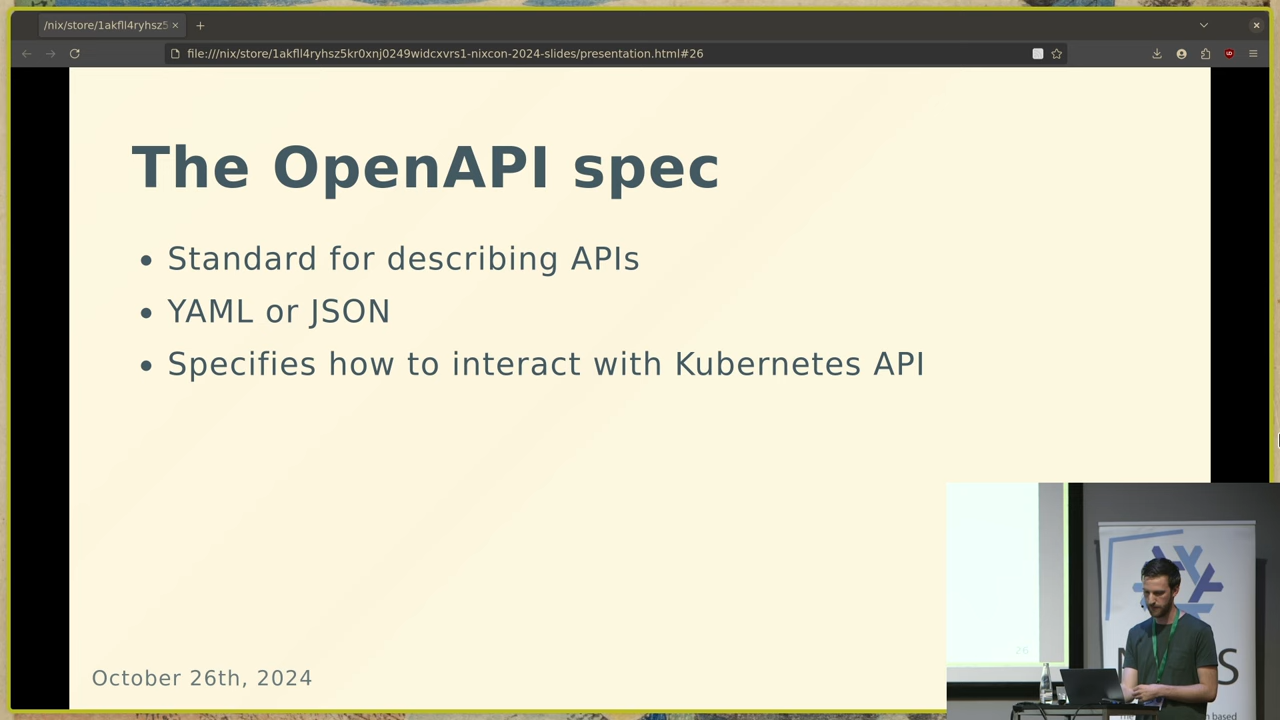 /nix/store/1akfll4ryhsz5
file:///nix/store/1akfll4ryhsz5kr0xnj0249widcxvrs1-nixcon-2024-slides/presentation.html#26
The OpenAPI spec
• Standard for describing APIs
• YAML or JSON
• Specifies how to interact with Kubernetes API
October 26th, 2024
26